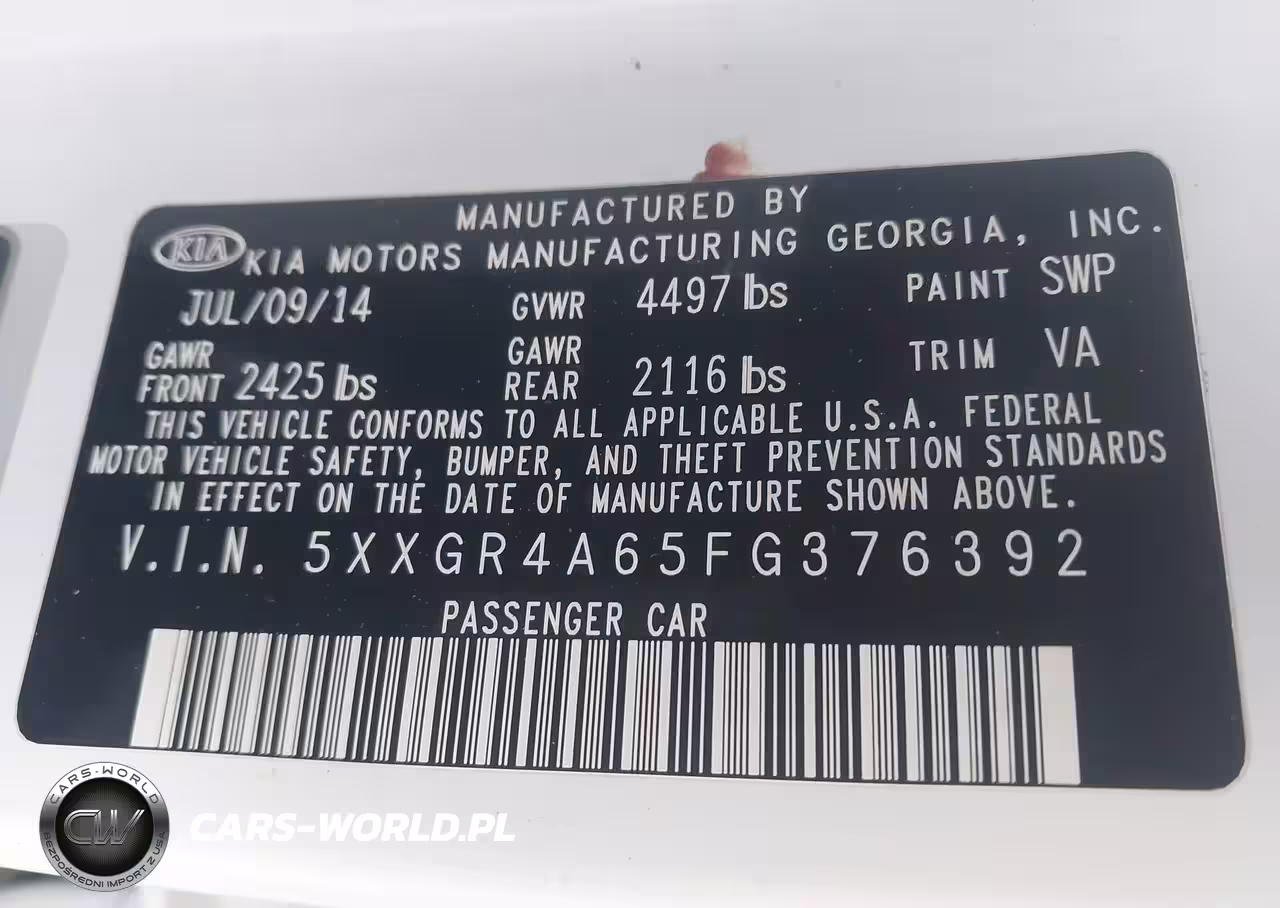 MANUFACTURED BY
KIA KIA MOTORS MANUFACTURING GEORGIA, INC.
JUL/09/14 GVWR 4497 lbs PAINT SWP
GAWR FRONT 2425 lbs GAWR REAR 2116 lbs TRIM VA
THIS VEHICLE CONFORMS TO ALL APPLICABLE U.S.A. FEDERAL
MOTOR VEHICLE SAFETY, BUMPER, AND THEFT PREVENTION STANDARDS
IN EFFECT ON THE DATE OF MANUFACTURE SHOWN ABOVE.
V.I.N. 5XXGR4A65FG376392
PASSENGER CAR
CARS-WORLD
CW
BEZPOŚREDNI IMPORT Z USA
CARS-WORLD.PL